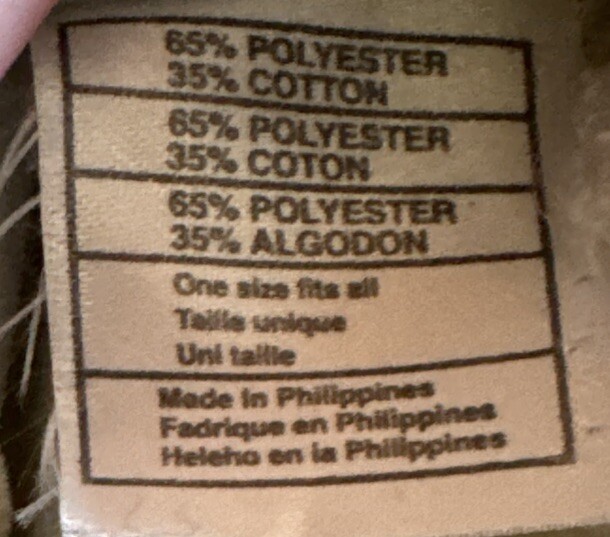 65% POLYESTER
35% COTTON
65% POLYESTER
35% COTON
65% POLYESTER
35% ALGODON
One size fits all
Taille unique
Uni taille
Made in Philippines
Fadrique en Philippines
Heleho en la Philippines